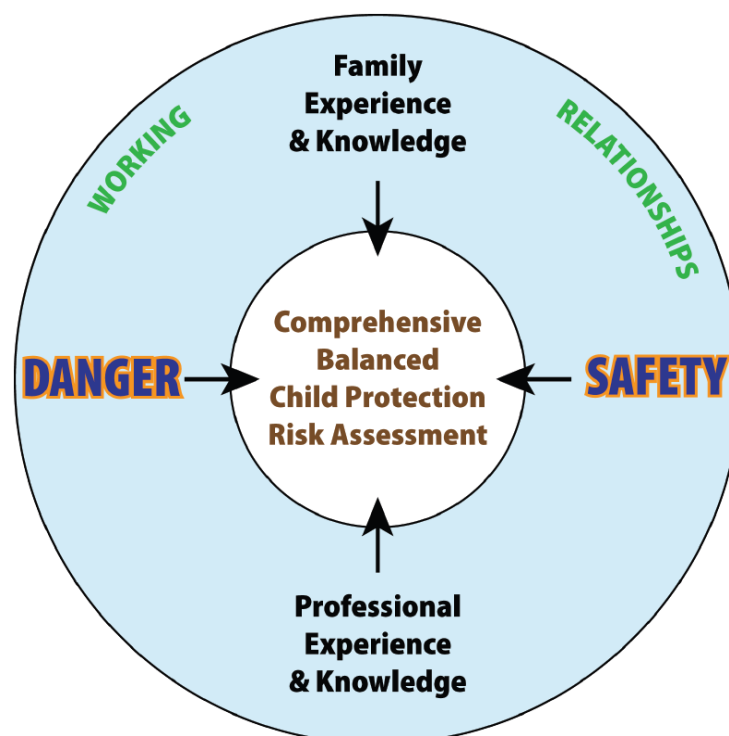 Family
Experience
& Knowledge
WORKING
RELATIONSHIPS
DANGER
Comprehensive
Balanced
Child Protection
Risk Assessment
SAFETY
Professional
Experience
& Knowledge